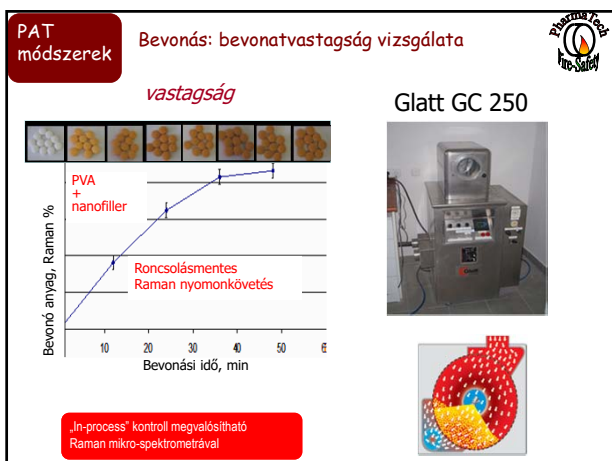 PAT
módszerek
Bevonás: bevonatvastagság vizsgálata
PharmaTech
Fire-Safety
vastagság
Glatt GC 250
PVA
+
nanofiller
Roncsolásmentes
Raman nyomonkövetés
Bevonó anyag, Raman %
10 20 30 40 50
Bevonási idő, min
„In-process” kontroll megvalósítható
Raman mikro-spektrometrával